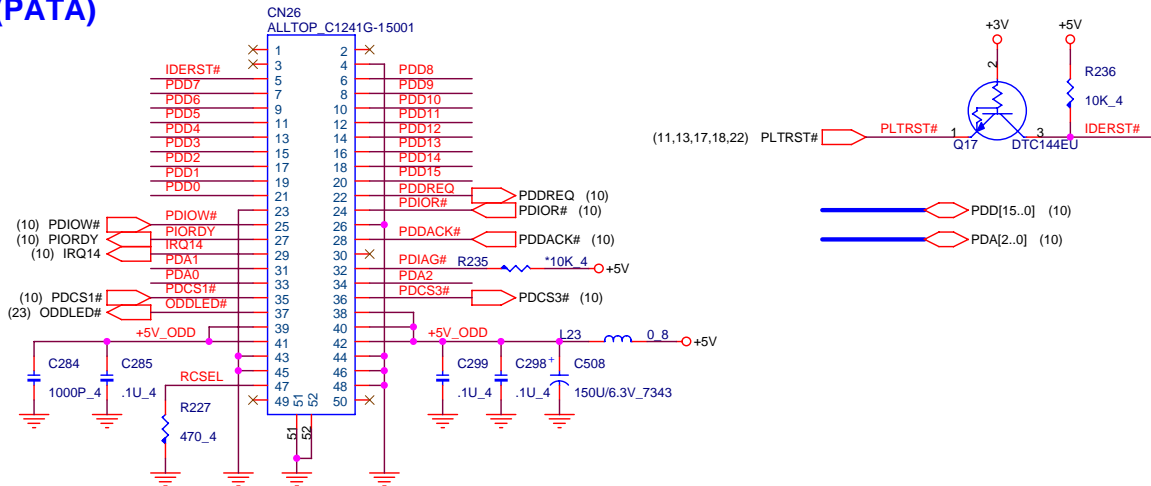 (PATA)
CN26
ALLTOP_C1241G-15001
1 2
3 4
IDERST# 5 6 PDD8
PDD7 7 8 PDD9
PDD6 9 10 PDD10
PDD5 11 12 PDD11
PDD4 13 14 PDD12
PDD3 15 16 PDD13
PDD2 17 18 PDD14
PDD1 19 20 PDD15
PDD0 21 22 PDDREQ PDDREQ (10)
23 24 PDIOR# PDIOR# (10)
(10) PDIOW# PDIOW# 25 26
(10) PIORDY PIORDY 27 28 PDDACK# PDDACK# (10)
(10) IRQ14 IRQ14 29 30
PDA1 31 32 PDIAG# R235 *10K_4 +5V
PDA0 33 34 PDA2
(10) PDCS1# PDCS1# 35 36 PDCS3# PDCS3# (10)
(23) ODDLED# ODDLED# 37 38
39 40
+5V_ODD 41 42 +5V_ODD L23 0_8 +5V
43 44
45 46
RCSEL 47 48
49 50
51 52
51 52
C284
1000P_4
C285
.1U_4
R227
470_4
C299
.1U_4
C298
.1U_4
+
C508
150U/6.3V_7343
+3V
+5V
2
R236
10K_4
(11,13,17,18,22) PLTRST# PLTRST# 1 3 IDERST#
Q17 DTC144EU
PDD[15..0] (10)
PDA[2..0] (10)